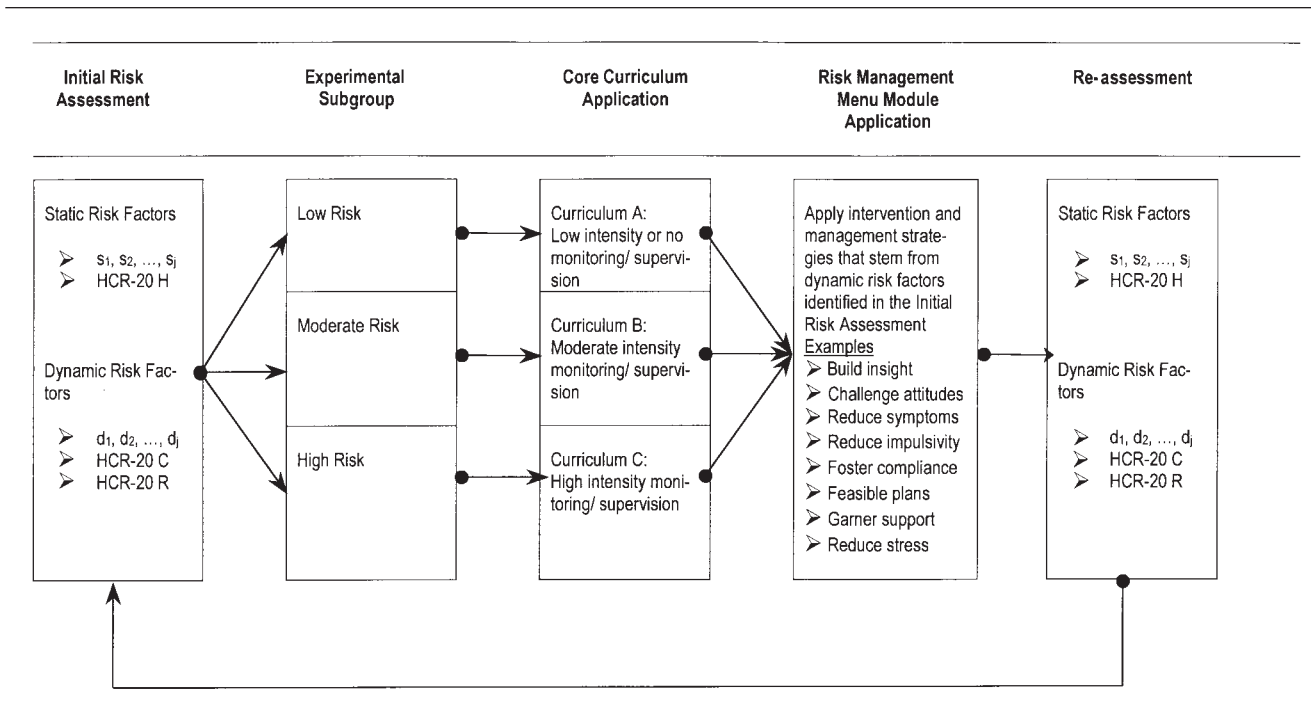 Initial Risk
Assessment
Experimental
Subgroup
Core Curriculum
Application
Risk Management
Menu Module
Application
Re-assessment
Static Risk Factors
➢ s1, s2, ..., sj
➢ HCR-20 H
Dynamic Risk Fac-
tors
➢ d1, d2, ..., dj
➢ HCR-20 C
➢ HCR-20 R
Low Risk
Moderate Risk
High Risk
Curriculum A:
Low intensity or no
monitoring/ supervi-
sion
Curriculum B:
Moderate intensity
monitoring/ supervi-
sion
Curriculum C:
High intensity moni-
toring/ supervision
Apply intervention and
management strate-
gies that stem from
dynamic risk factors
identified in the Initial
Risk Assessment
Examples
➢ Build insight
➢ Challenge attitudes
➢ Reduce symptoms
➢ Reduce impulsivity
➢ Foster compliance
➢ Feasible plans
➢ Garner support
➢ Reduce stress
Static Risk Factors
➢ s1, s2, ..., sj
➢ HCR-20 H
Dynamic Risk Fac-
tors
➢ d1, d2, ..., dj
➢ HCR-20 C
➢ HCR-20 R